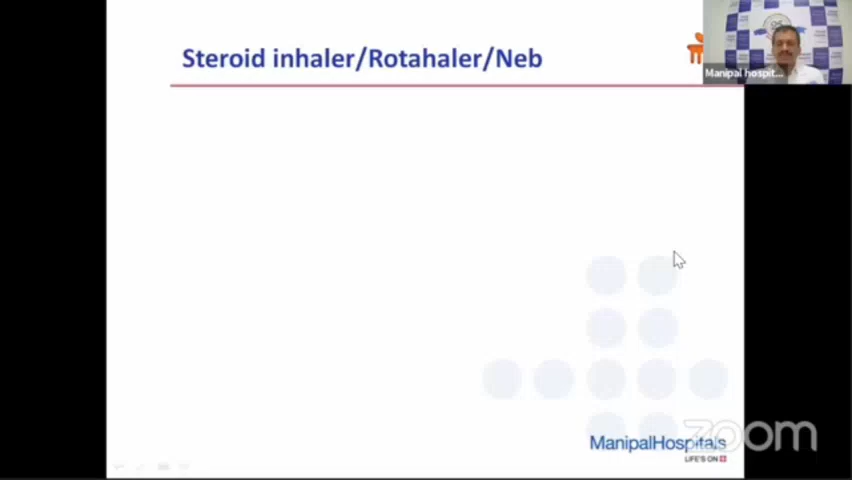 Steroid inhaler/Rotahaler/Neb
Manipal hospit...
zoom
ManipalHospitals
LIFE'S ON